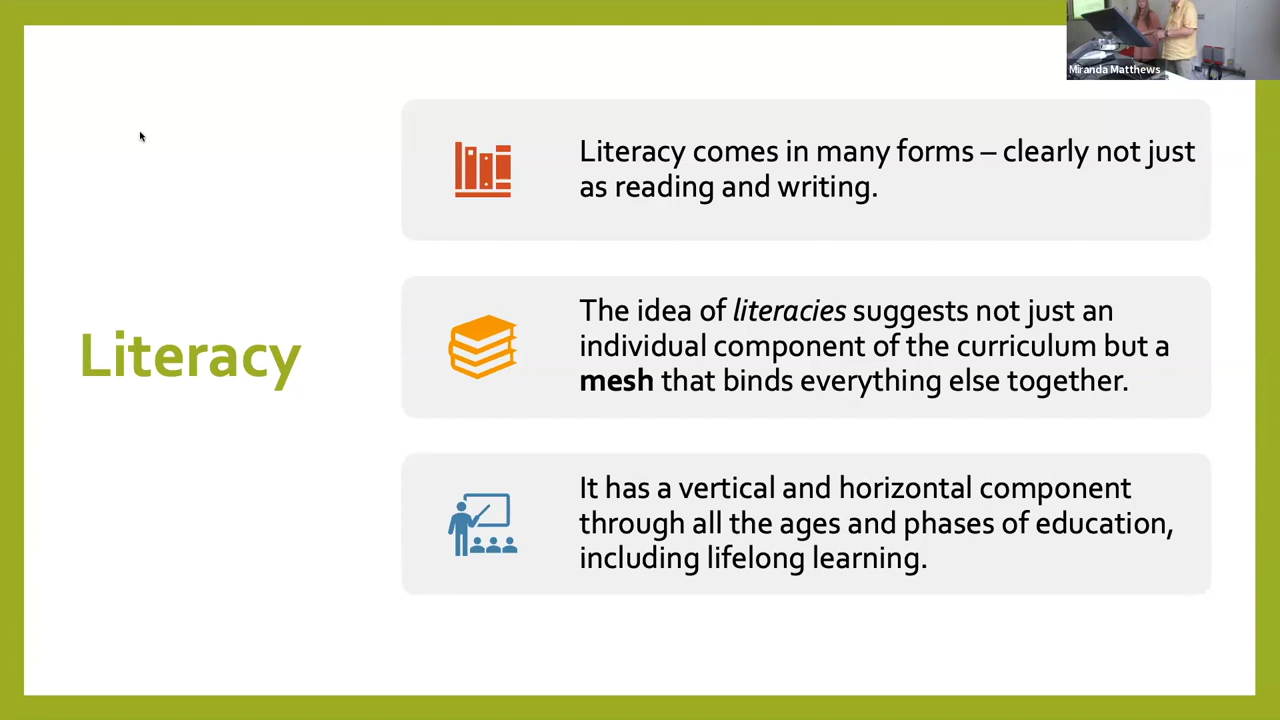 Miranda Matthews
Literacy
Literacy comes in many forms – clearly not just
as reading and writing.
The idea of literacies suggests not just an
individual component of the curriculum but a
mesh that binds everything else together.
It has a vertical and horizontal component
through all the ages and phases of education,
including lifelong learning.